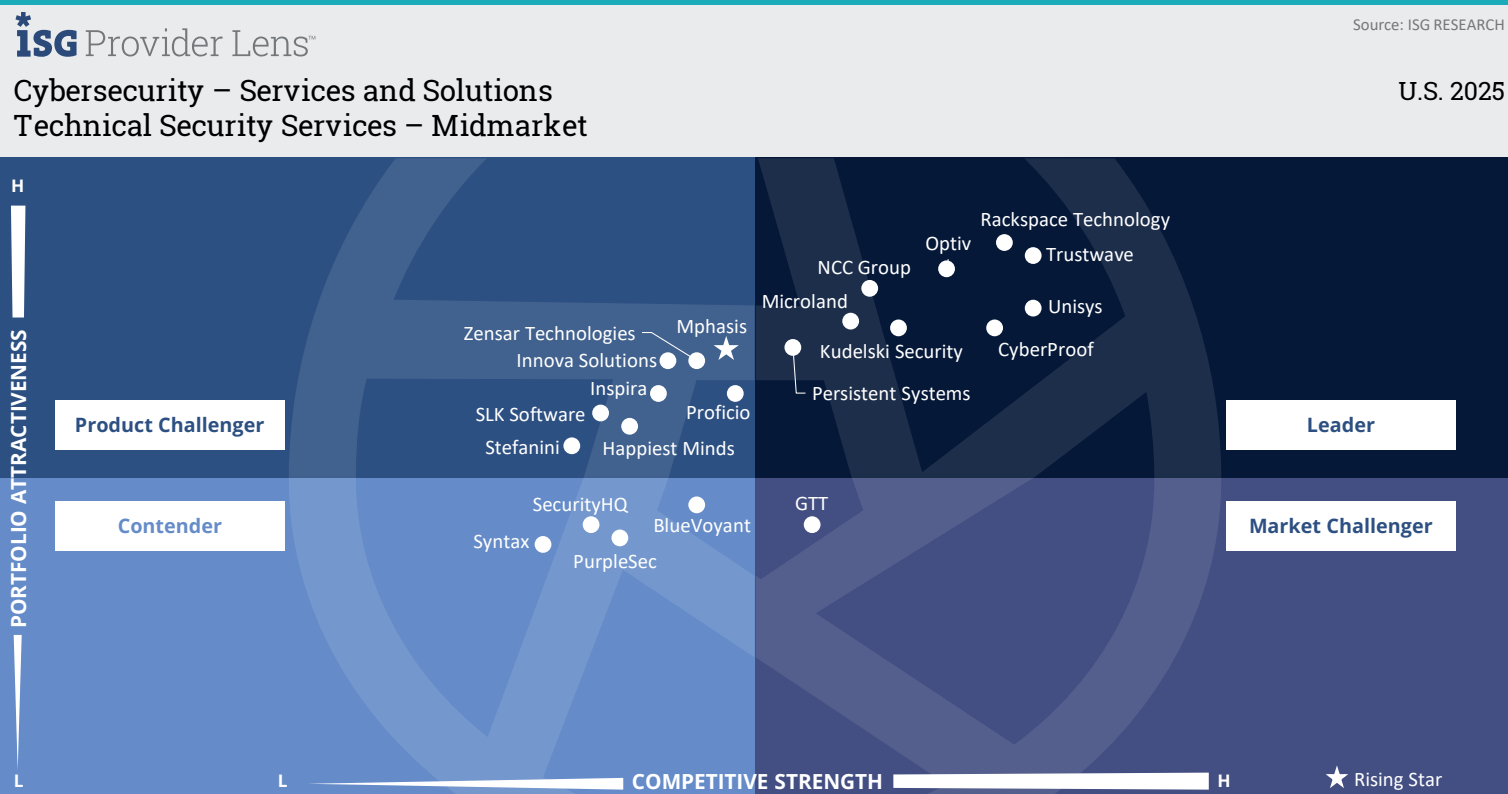 ISG Provider Lens™
Source: ISG RESEARCH
Cybersecurity – Services and Solutions
U.S. 2025
Technical Security Services – Midmarket
H
PORTFOLIO ATTRACTIVENESS
L
Rackspace Technology
Optiv
Trustwave
NCC Group
Microland
Unisys
Kudelski Security
CyberProof
Persistent Systems
Zensar Technologies
Mphasis
Innova Solutions
Inspira
SLK Software
Proficio
Stefanini
Happiest Minds
Product Challenger
Leader
SecurityHQ
BlueVoyant
Syntax
PurpleSec
GTT
Contender
Market Challenger
L
COMPETITIVE STRENGTH
H
Rising Star